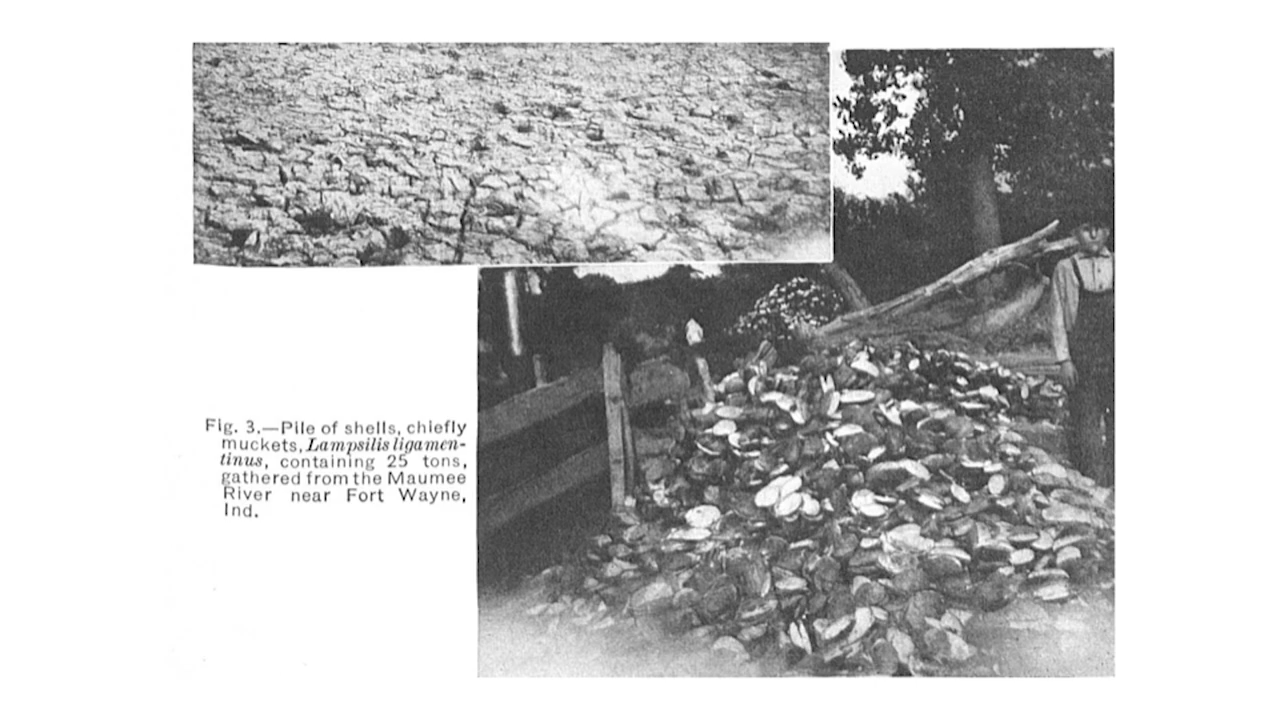 Fig. 3.—Pile of shells, chiefly
muckets, Lampsilis ligamen-
tinus, containing 25 tons,
gathered from the Maumee
River near Fort Wayne,
Ind.